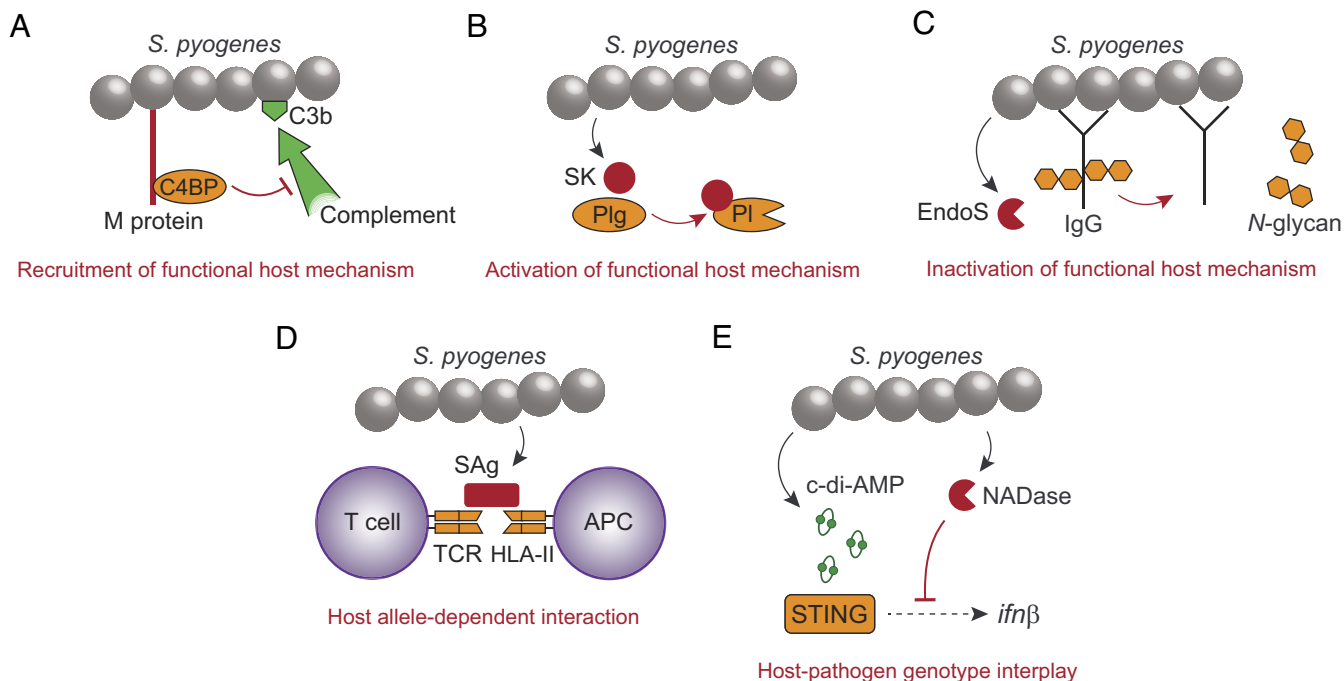 A
S. pyogenes
C3b
C4BP
M protein
Complement
Recruitment of functional host mechanism
B
S. pyogenes
SK
Plg
Pl
Activation of functional host mechanism
C
S. pyogenes
EndoS
IgG
N-glycan
Inactivation of functional host mechanism
D
S. pyogenes
SAg
T cell
APC
TCR
HLA-II
Host allele-dependent interaction
E
S. pyogenes
c-di-AMP
NADase
STING
ifnβ
Host-pathogen genotype interplay